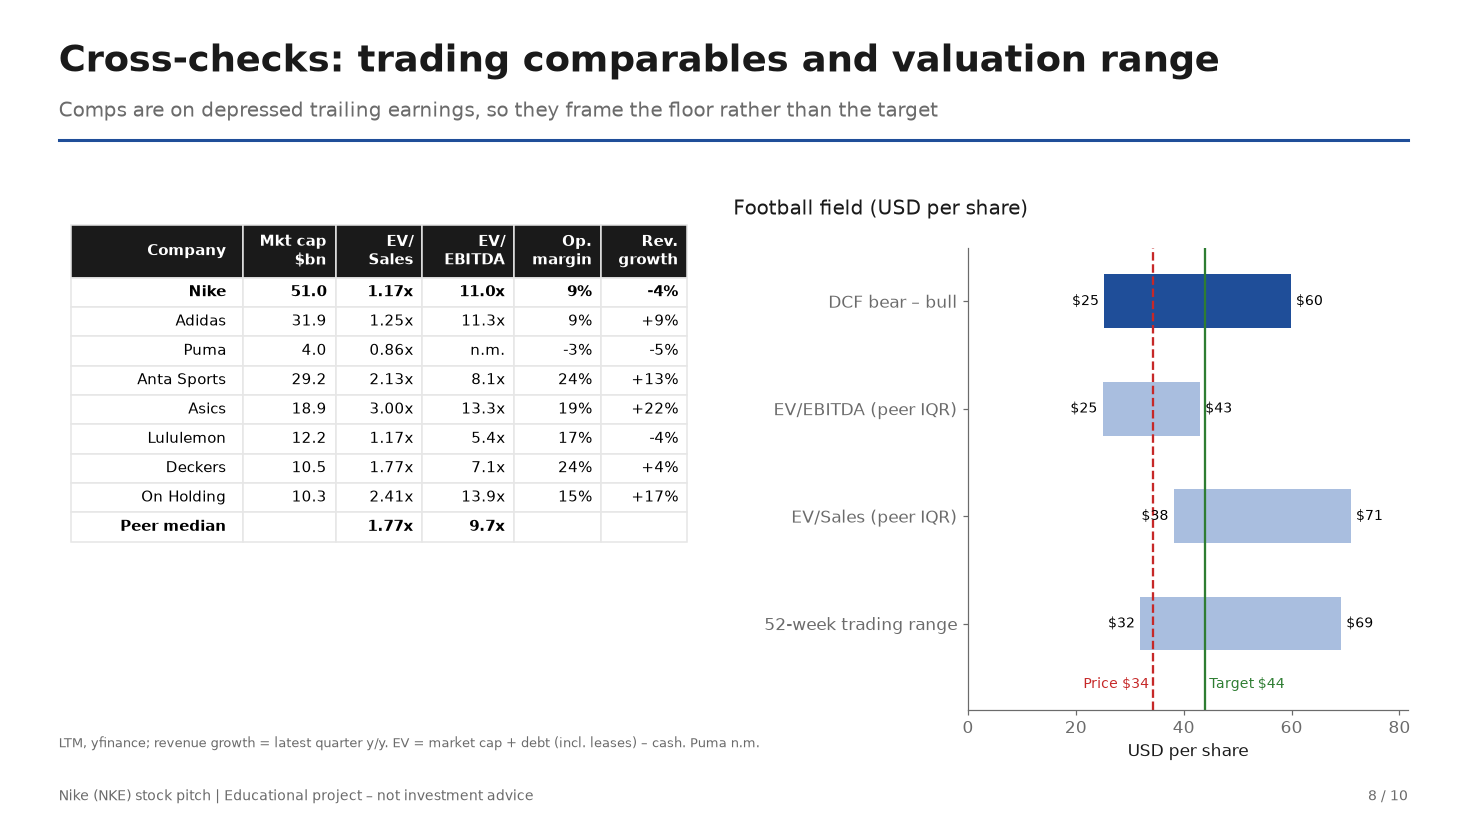 Cross-checks: trading comparables and valuation range
Comps are on depressed trailing earnings, so they frame the floor rather than the target
Company Mkt cap $bn EV/ Sales EV/ EBITDA Op. margin Rev. growth
Nike 51.0 1.17x 11.0x 9% -4%
Adidas 31.9 1.25x 11.3x 9% +9%
Puma 4.0 0.86x n.m. -3% -5%
Anta Sports 29.2 2.13x 8.1x 24% +13%
Asics 18.9 3.00x 13.3x 19% +22%
Lululemon 12.2 1.17x 5.4x 17% -4%
Deckers 10.5 1.77x 7.1x 24% +4%
On Holding 10.3 2.41x 13.9x 15% +17%
Peer median 1.77x 9.7x
Football field (USD per share)
DCF bear – bull $25 $60
EV/EBITDA (peer IQR) $25 $43
EV/Sales (peer IQR) $38 $71
52-week trading range $32 $69
Price $34 Target $44
0 20 40 60 80
USD per share
LTM, yfinance; revenue growth = latest quarter y/y. EV = market cap + debt (incl. leases) – cash. Puma n.m.
Nike (NKE) stock pitch | Educational project – not investment advice
8 / 10